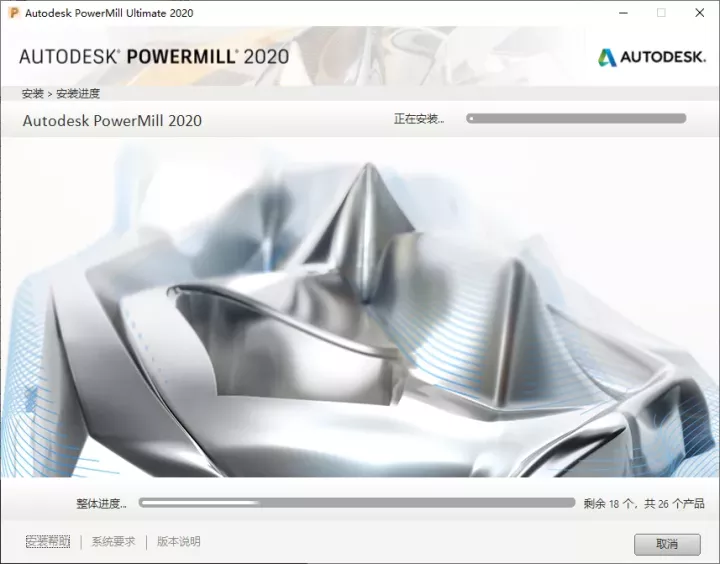 Autodesk PowerMill Ultimate 2020
AUTODESK® POWERMILL® 2020
AUTODESK.
安装 > 安装进度
Autodesk PowerMill 2020
正在安装...
整体进度...
剩余 18 个，共 26 个产品
安装帮助 | 系统要求 | 版本说明
取消